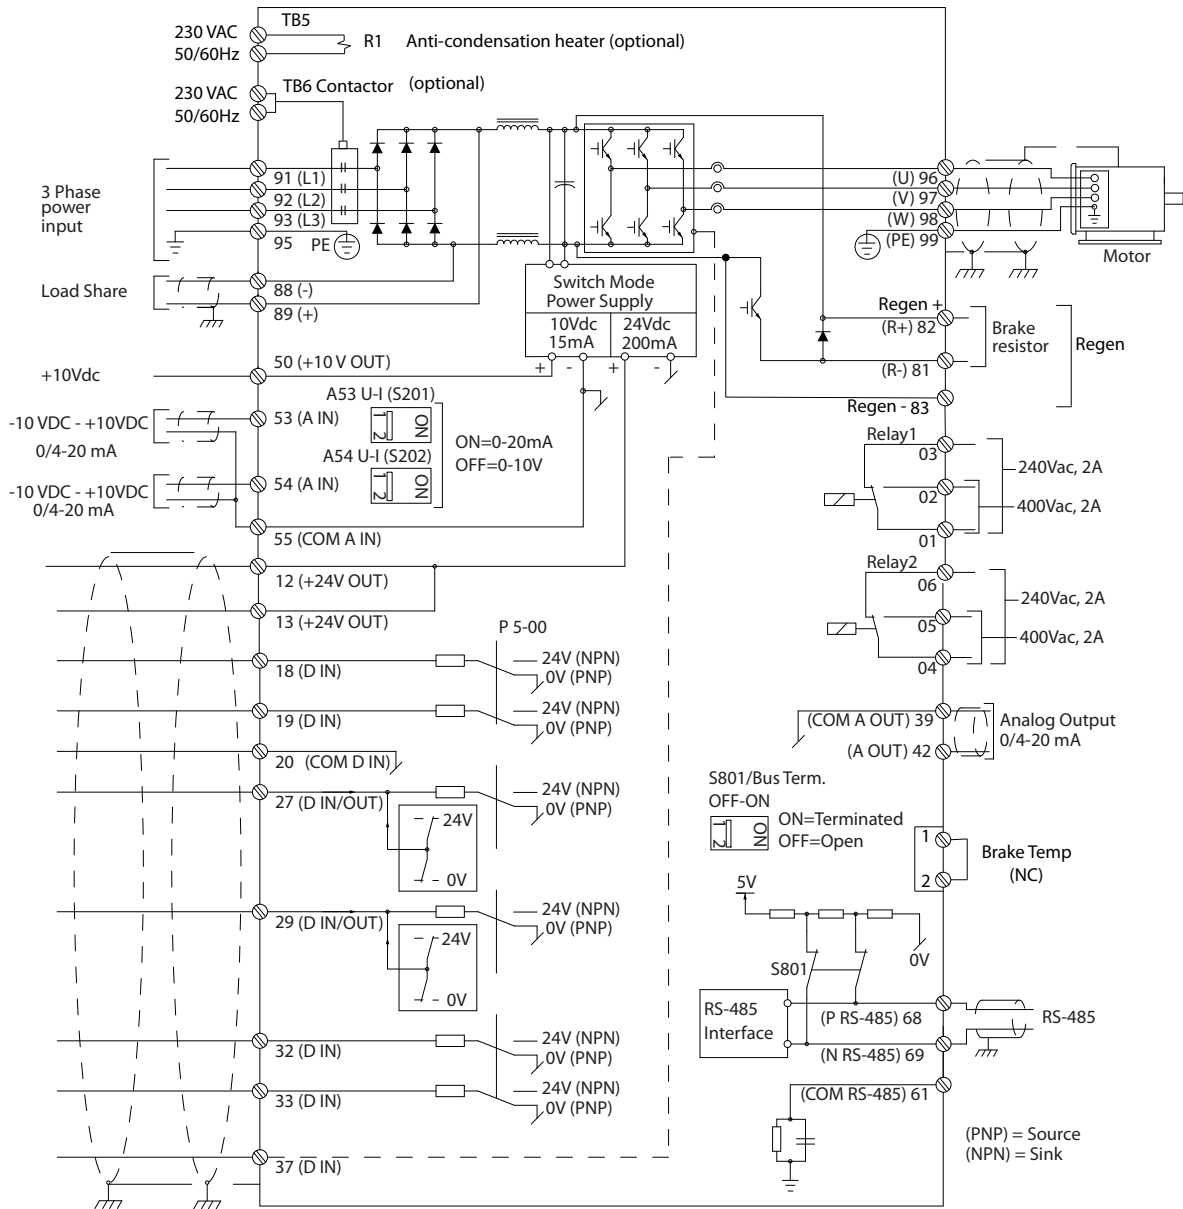 TB5
230 VAC
50/60Hz
R1 Anti-condensation heater (optional)
TB6 Contactor (optional)
230 VAC
50/60Hz
3 Phase
power
input
91 (L1)
92 (L2)
93 (L3)
95 PE
(U) 96
(V) 97
(W) 98
(PE) 99
Motor
Load Share
88 (-)
89 (+)
Switch Mode
Power Supply
10Vdc
15mA
24Vdc
200mA
+ - + -
Regen +
(R+) 82
Brake
resistor
Regen
(R-) 81
Regen - 83
+10Vdc
50 (+10 V OUT)
-10 VDC - +10VDC
0/4-20 mA
53 (A IN)
A53 U-I (S201)
1 2
ON
A54 U-I (S202)
1 2
ON
ON=0-20mA
OFF=0-10V
-10 VDC - +10VDC
0/4-20 mA
54 (A IN)
55 (COM A IN)
Relay1
03
02
01
240Vac, 2A
400Vac, 2A
Relay2
06
05
04
240Vac, 2A
400Vac, 2A
12 (+24V OUT)
13 (+24V OUT)
P 5-00
18 (D IN)
24V (NPN)
0V (PNP)
19 (D IN)
24V (NPN)
0V (PNP)
20 (COM D IN)
27 (D IN/OUT)
24V (NPN)
0V (PNP)
24V
0V
29 (D IN/OUT)
24V (NPN)
0V (PNP)
24V
0V
32 (D IN)
24V (NPN)
0V (PNP)
33 (D IN)
24V (NPN)
0V (PNP)
37 (D IN)
(COM A OUT) 39
(A OUT) 42
Analog Output
0/4-20 mA
S801/Bus Term.
OFF-ON
1 2
ON
ON=Terminated
OFF=Open
1
2
Brake Temp
(NC)
5V
0V
S801
RS-485
Interface
(P RS-485) 68
(N RS-485) 69
RS-485
(COM RS-485) 61
(PNP) = Source
(NPN) = Sink